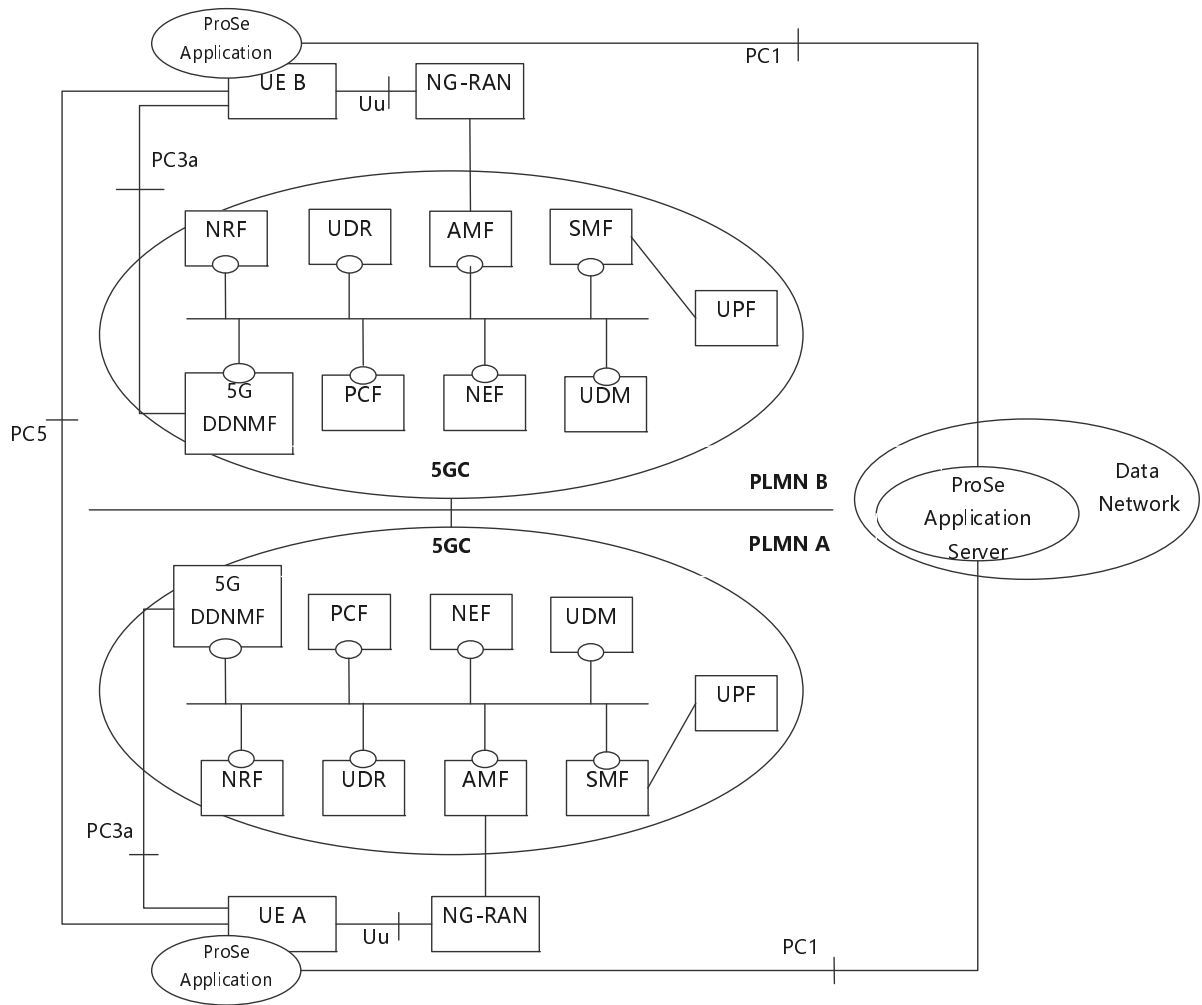 ProSe
Application
PC1
UE B
Uu
NG-RAN
PC3a
NRF
UDR
AMF
SMF
UPF
5G
DDNMF
PCF
NEF
UDM
PC5
5GC
PLMN B
Data
Network
ProSe
Application
Server
5GC
PLMN A
5G
DDNMF
PCF
NEF
UDM
UPF
NRF
UDR
AMF
SMF
PC3a
UE A
Uu
NG-RAN
PC1
ProSe
Application